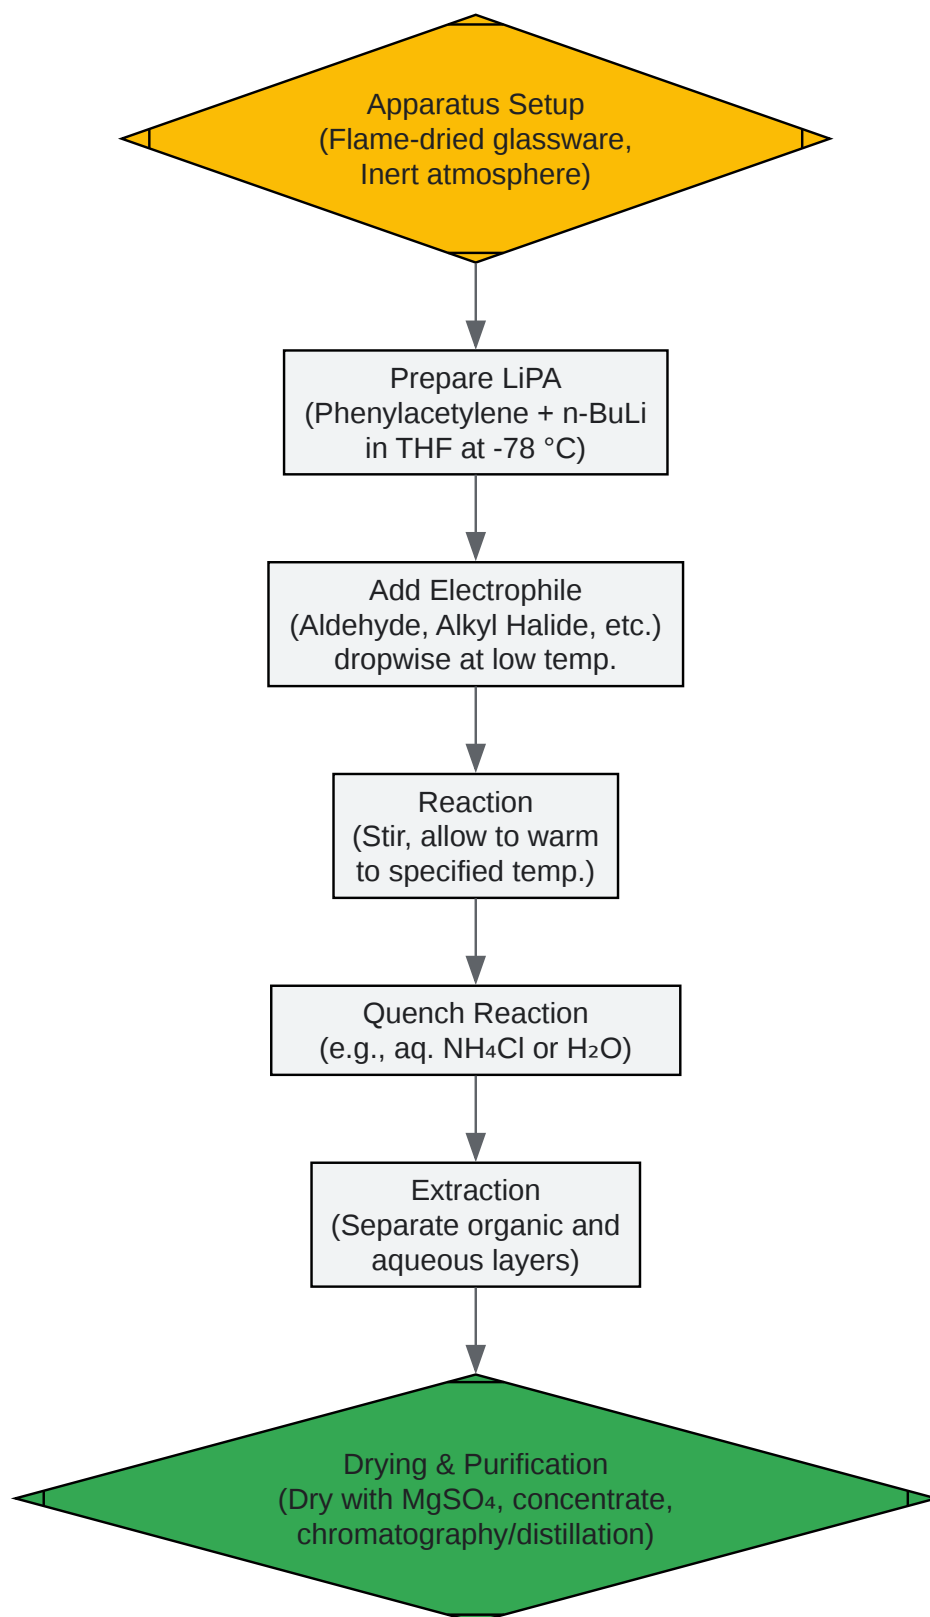 Apparatus Setup
(Flame-dried glassware,
Inert atmosphere)
Prepare LiPA
(Phenylacetylene + n-BuLi
in THF at -78 °C)
Add Electrophile
(Aldehyde, Alkyl Halide, etc.)
dropwise at low temp.
Reaction
(Stir, allow to warm
to specified temp.)
Quench Reaction
(e.g., aq. NH₄Cl or H₂O)
Extraction
(Separate organic and
aqueous layers)
Drying & Purification
(Dry with MgSO₄, concentrate,
chromatography/distillation)